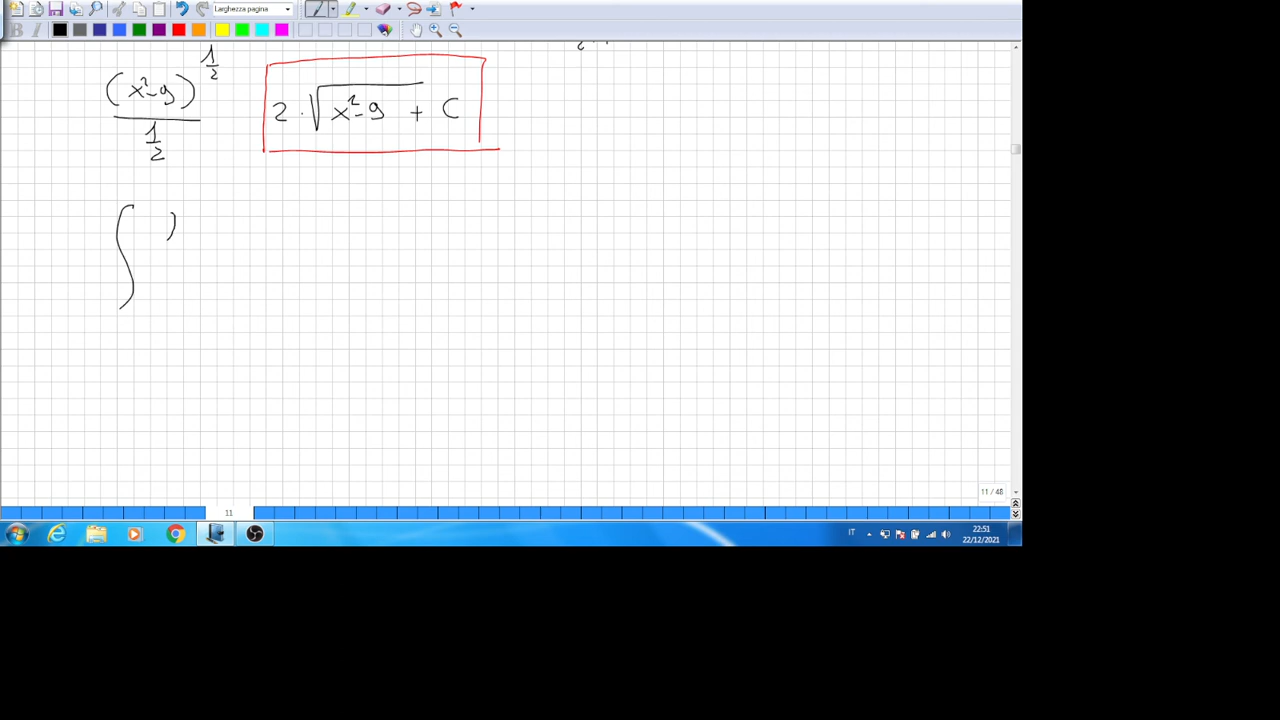 Larghezza pagina
(x²-9)^(1/2) / (1/2)
2 · √(x²-9) + C
∫ )
11 / 48
11
IT
22:51
22/12/2021